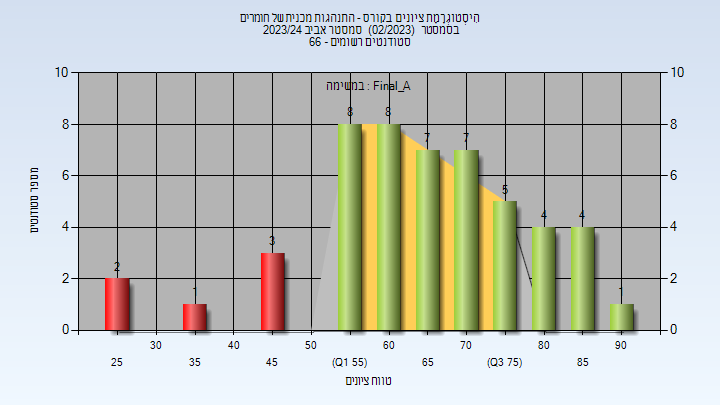 היסטוגרמת ציונים בקורס - התנהגות מכנית של חומרים
בסמסטר (02/2023) סמסטר אביב 2023/24
סטודנטים רשומים - 66
במשימה : Final_A
מספר סטודנטים
10 10
8 8
6 6
4 4
2 2
0 0
2 1 3 8 8 7 7 5 4 4 1
30 40 50 60 70 80 90
25 35 45 (Q1 55) 65 (Q3 75) 85
טווח ציונים